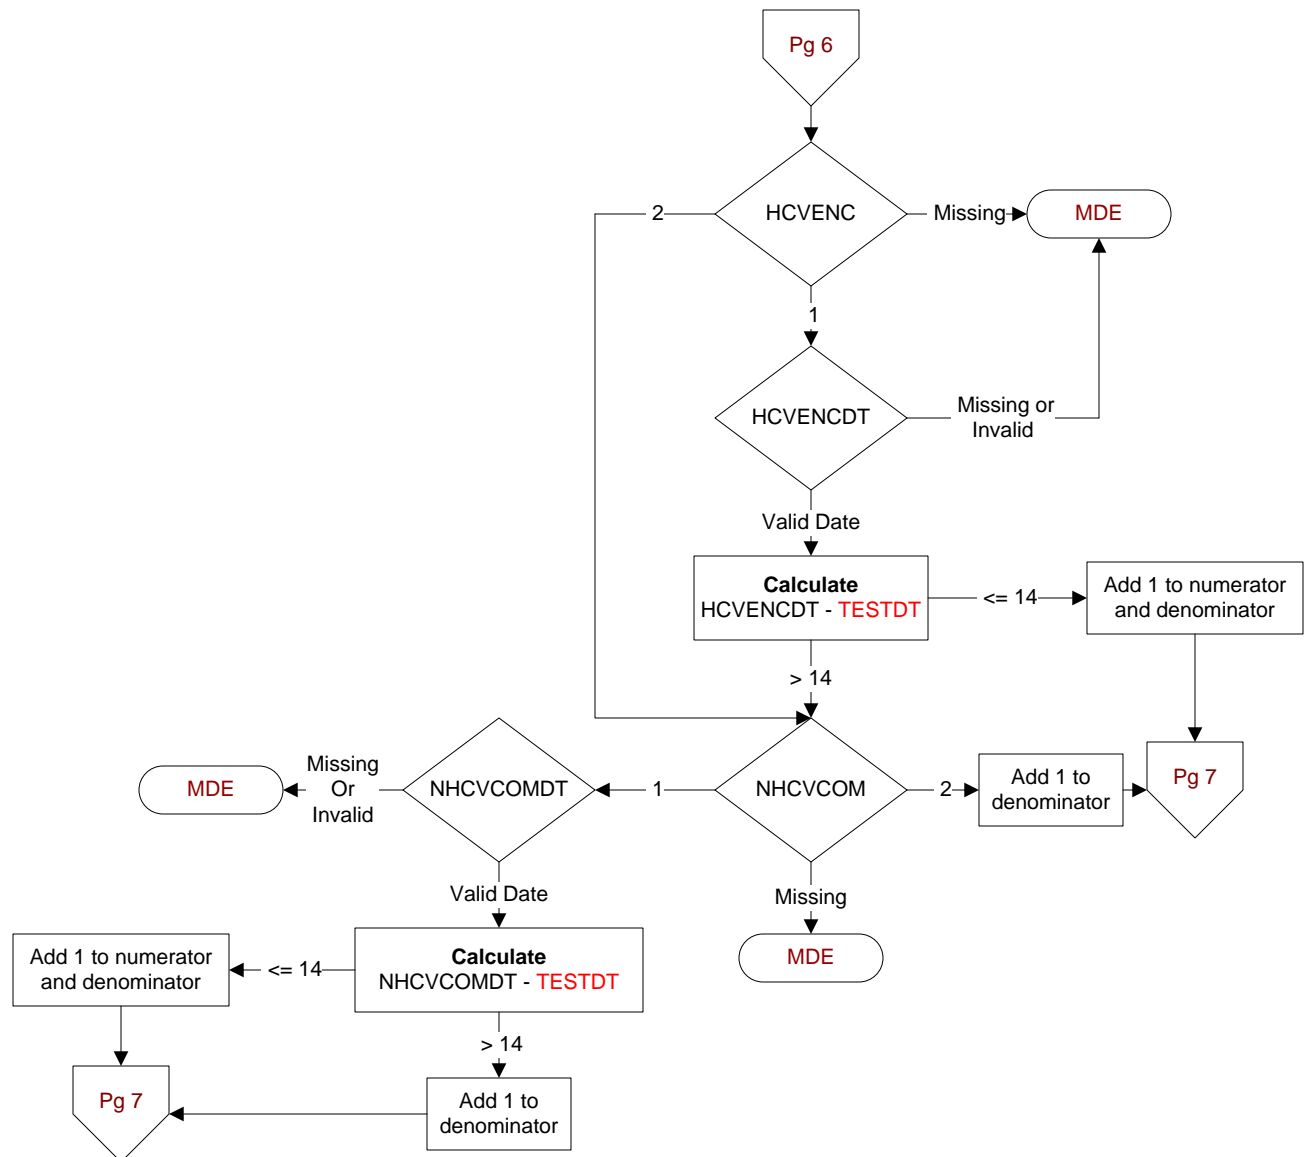 Pg 6
HCVENC
2
Missing
MDE
1
HCVENCDT
Missing or
Invalid
Valid Date
Calculate
HCVENCDT - TESTDT
<= 14
Add 1 to numerator
and denominator
> 14
NHCVCOM
2
Add 1 to
denominator
Pg 7
1
NHCVCOMDT
Missing
Or
Invalid
MDE
Missing
MDE
Valid Date
Calculate
NHCVCOMDT - TESTDT
<= 14
Add 1 to numerator
and denominator
> 14
Add 1 to
denominator
Pg 7